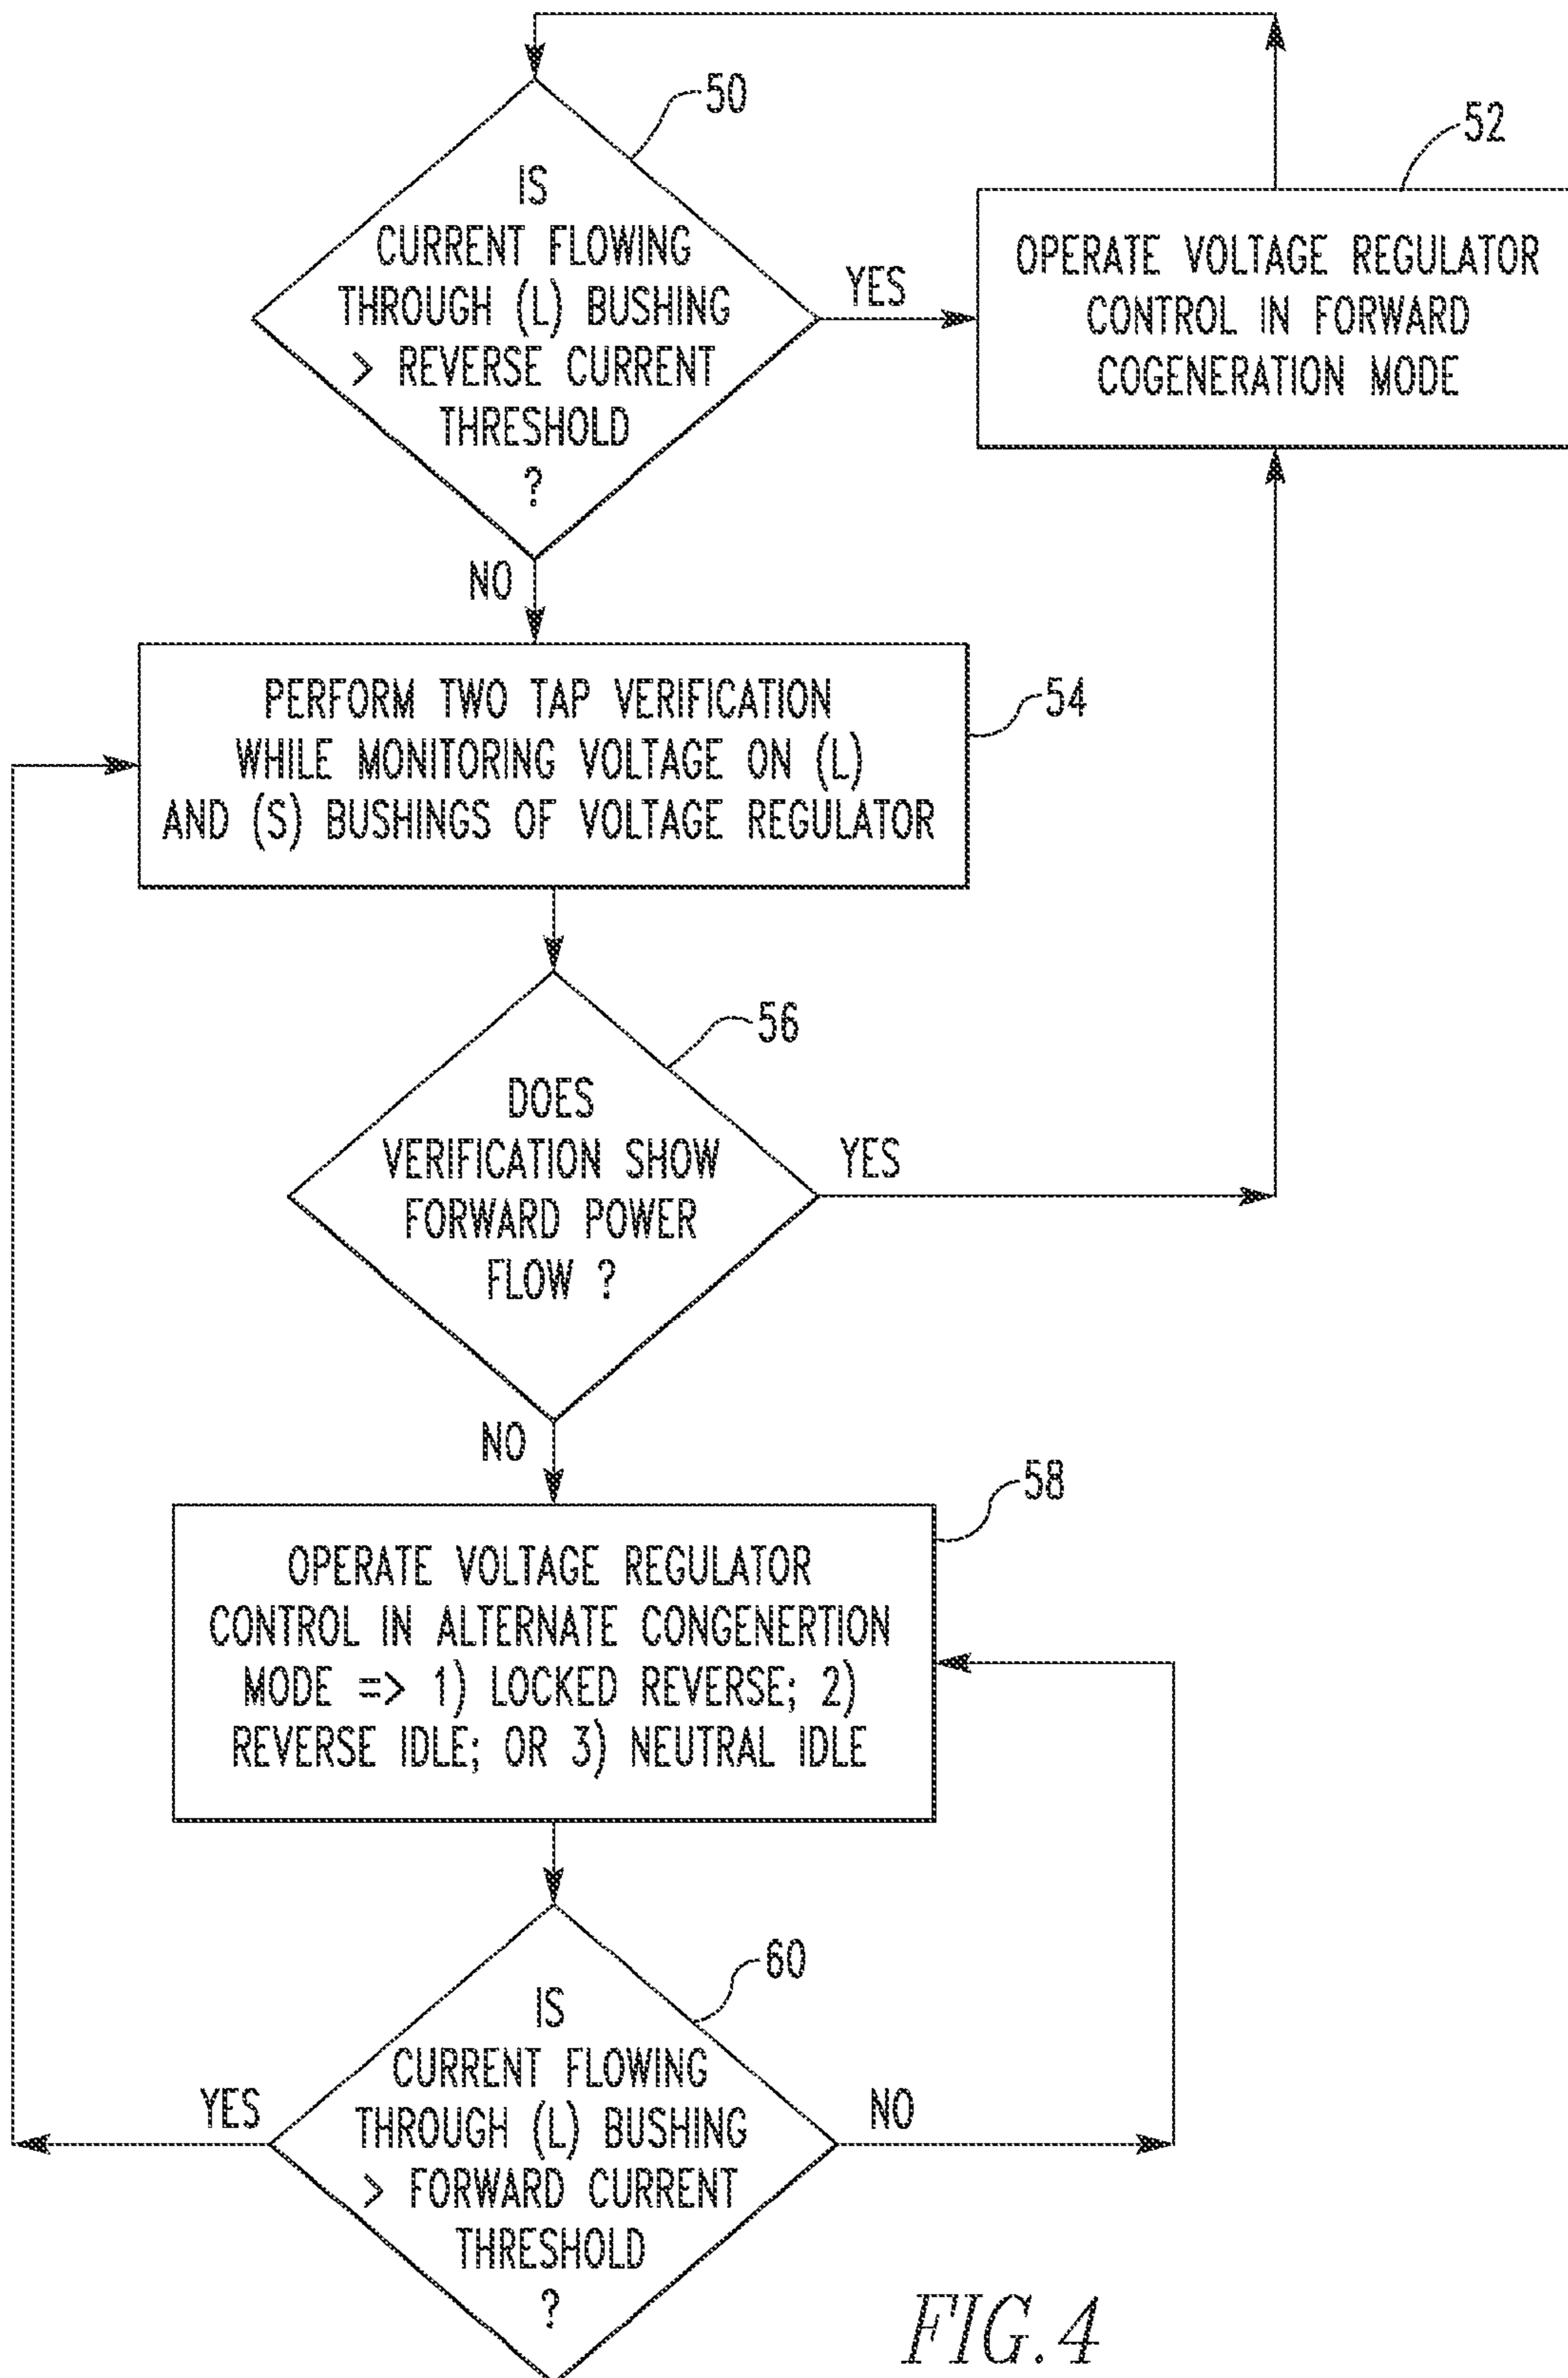 50
IS
CURRENT FLOWING
THROUGH (L) BUSHING
> REVERSE CURRENT
THRESHOLD
?
YES
52
OPERATE VOLTAGE REGULATOR
CONTROL IN FORWARD
COGENERATION MODE
NO
54
PERFORM TWO TAP VERIFICATION
WHILE MONITORING VOLTAGE ON (L)
AND (S) BUSHINGS OF VOLTAGE REGULATOR
56
DOES
VERIFICATION SHOW
FORWARD POWER
FLOW ?
YES
NO
58
OPERATE VOLTAGE REGULATOR
CONTROL IN ALTERNATE CONGENERTION
MODE => 1) LOCKED REVERSE; 2)
REVERSE IDLE; OR 3) NEUTRAL IDLE
60
IS
CURRENT FLOWING
THROUGH (L) BUSHING
> FORWARD CURRENT
THRESHOLD
?
YES
NO
FIG.4